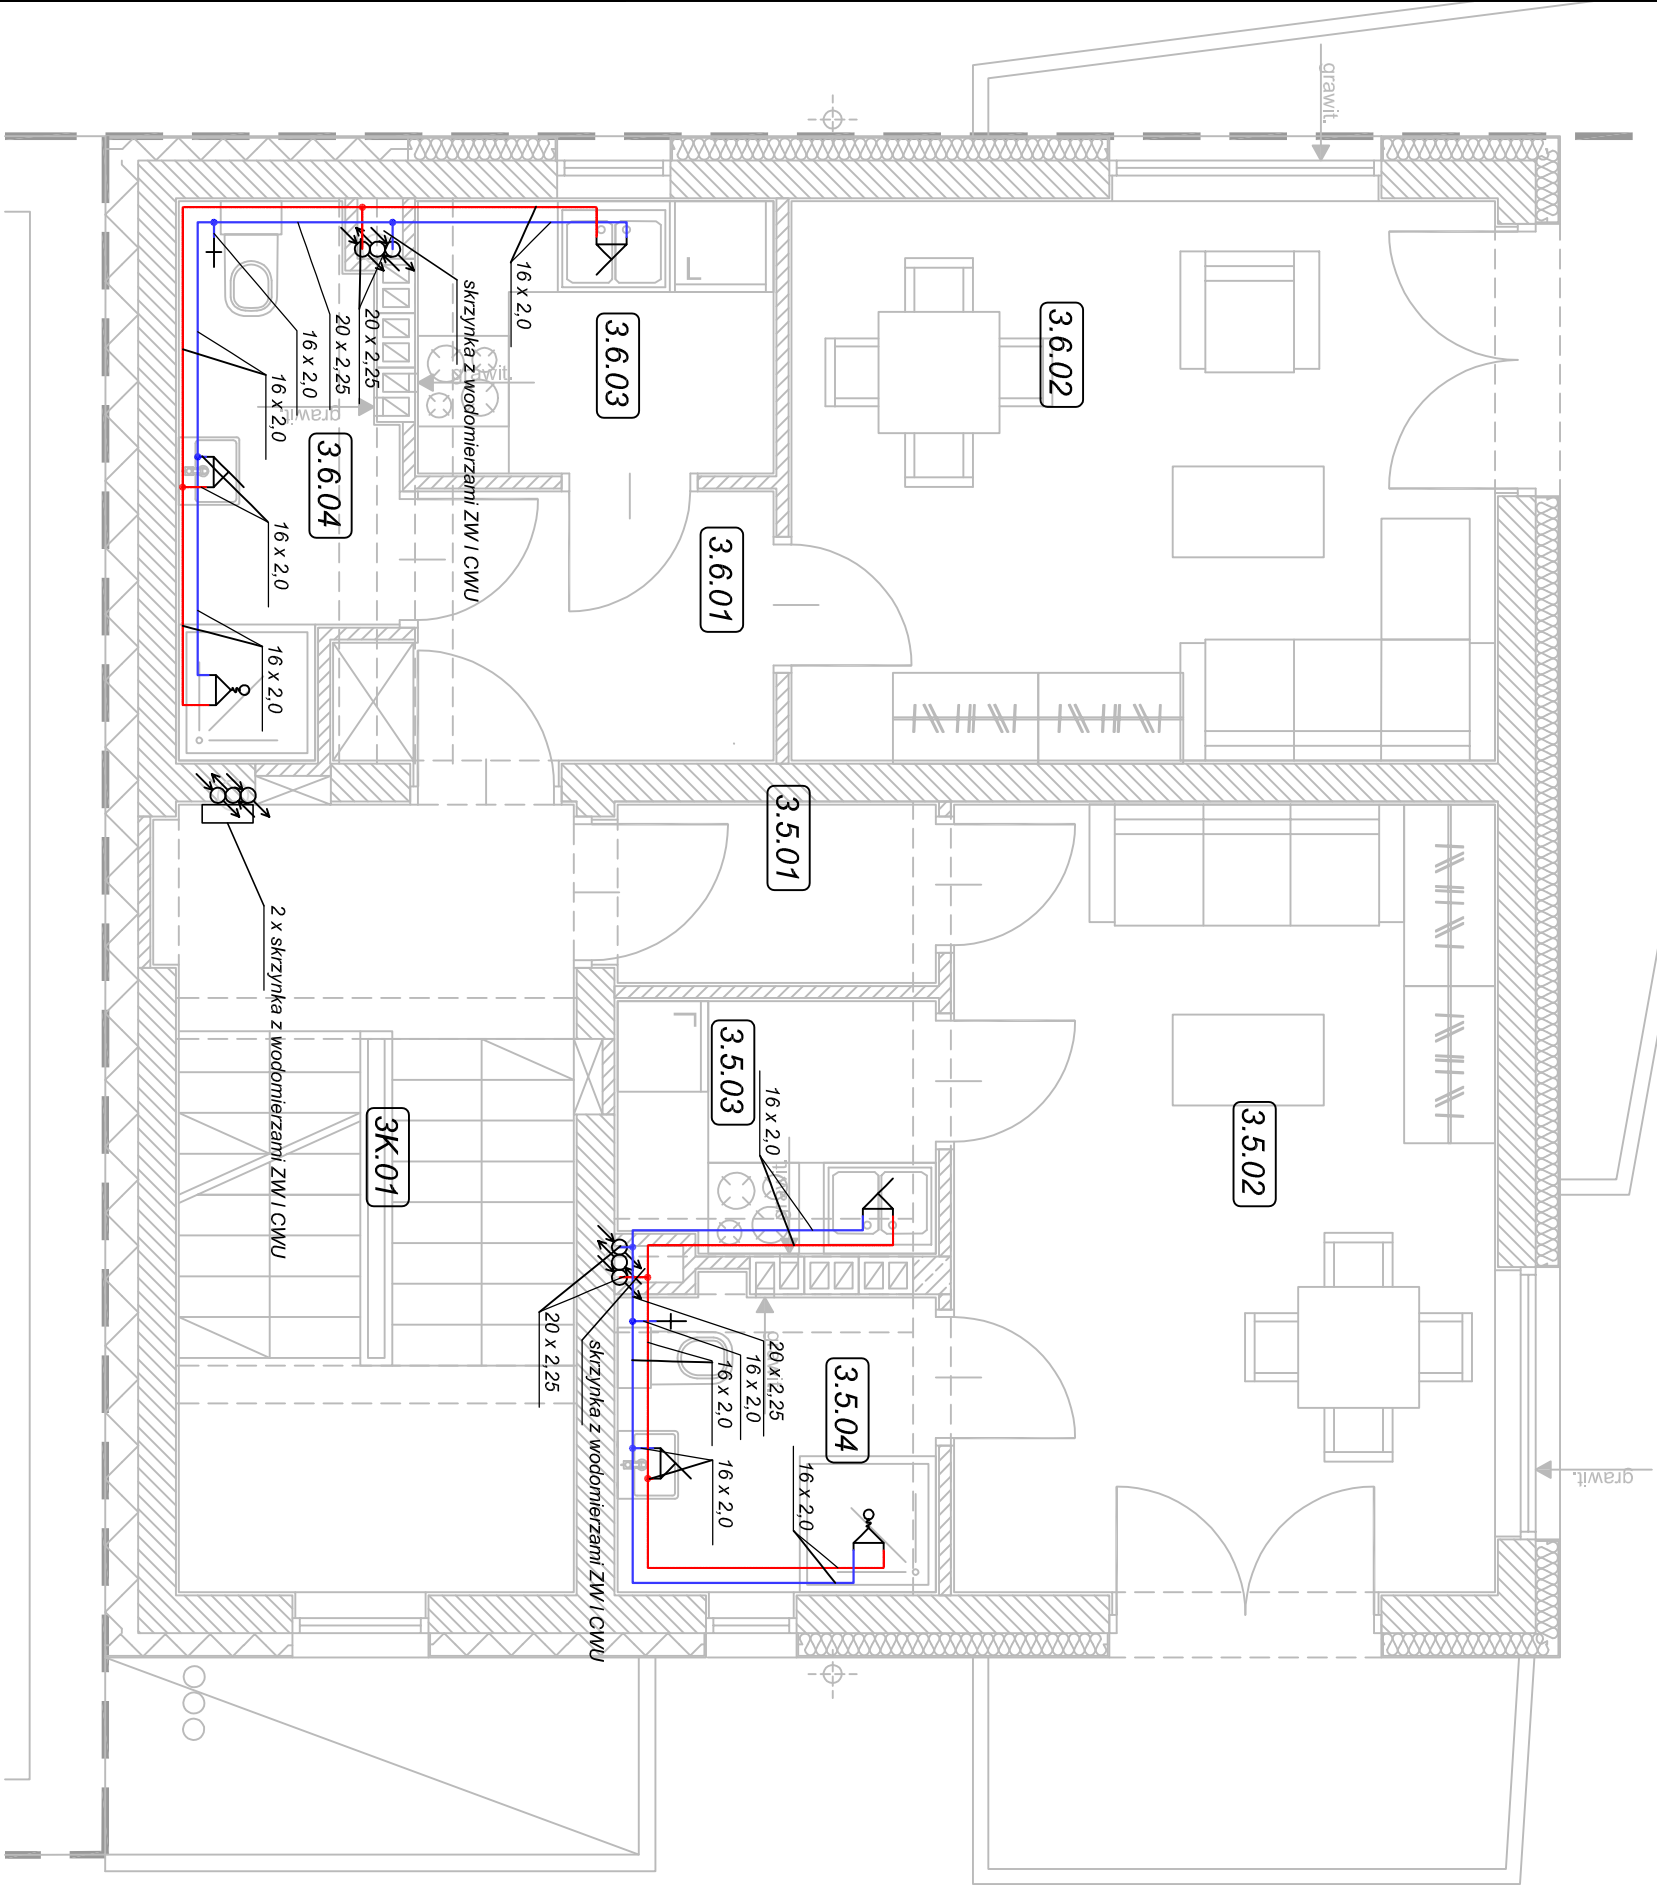 grawit.
3.6.02
3.6.03
3.6.01
3.6.04
16 x 2,0
skrzynka z wodomierzami ZW I CWU
20 x 2,25
20 x 2,25
16 x 2,0
16 x 2,0
16 x 2,0
16 x 2,0
grawit.
grawit.
3.5.01
3.5.02
3.5.03
3.5.04
3K.01
2 x skrzynka z wodomierzami ZW I CWU
16 x 2,0
grawit.
20 x 2,25
16 x 2,0
16 x 2,0
16 x 2,0
16 x 2,0
20 x 2,25
skrzynka z wodomierzami ZW I CWU
grawit.
grawit.